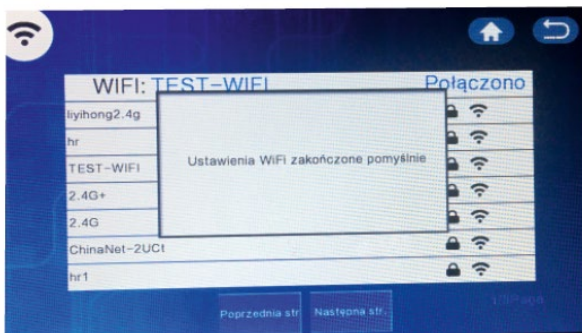 WIFI: TEST-WIFI Połączono
liyihong2.4g
hr
Ustawienia WiFi zakończone pomyślnie
TEST-WIFI
2.4G+
2.4G
ChinaNet-2UCt
hr1
Poprzednia str Następna str.